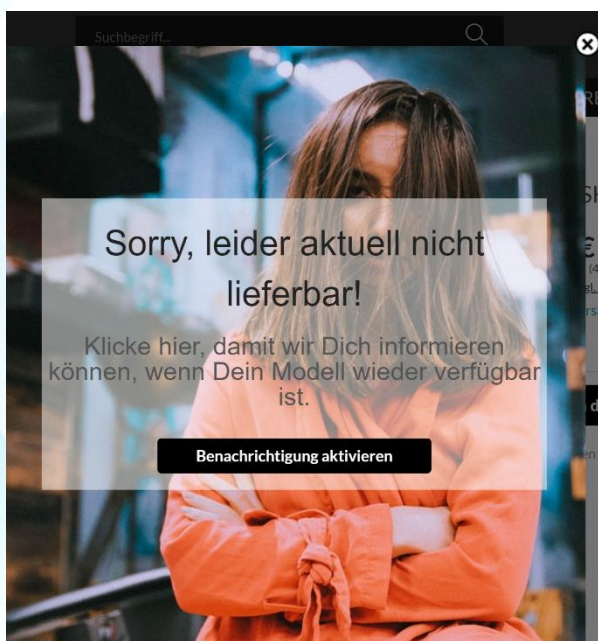 Suchbegriff...
Sorry, leider aktuell nicht
lieferbar!
€
Klicke hier, damit wir Dich informieren
können, wenn Dein Modell wieder verfügbar
ist.
Benachrichtigung aktivieren